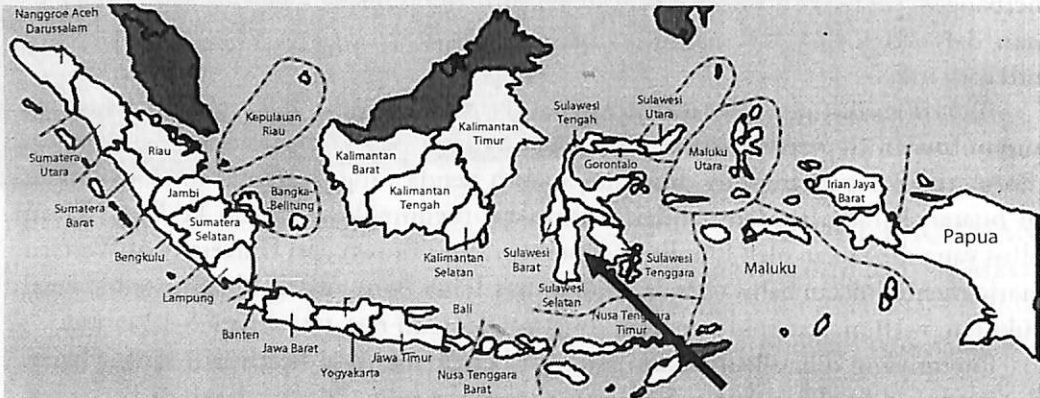 Nanggroe Aceh
Darussalam
Sumatera
Utara
Riau
Kepulauan
Riau
Sumatera
Barat
Jambi
Bangka-
Belitung
Sumatera
Selatan
Bengkulu
Lampung
Banten
Jawa Barat
Yogyakarta
Jawa Timur
Bali
Nusa Tenggara
Barat
Kalimantan
Barat
Kalimantan
Tengah
Kalimantan
Timur
Kalimantan
Selatan
Sulawesi
Tengah
Sulawesi
Utara
Gorontalo
Sulawesi
Barat
Sulawesi
Selatan
Sulawesi
Tenggara
Nusa Tenggara
Timur
Maluku
Utara
Maluku
Irian Jaya
Barat
Papua